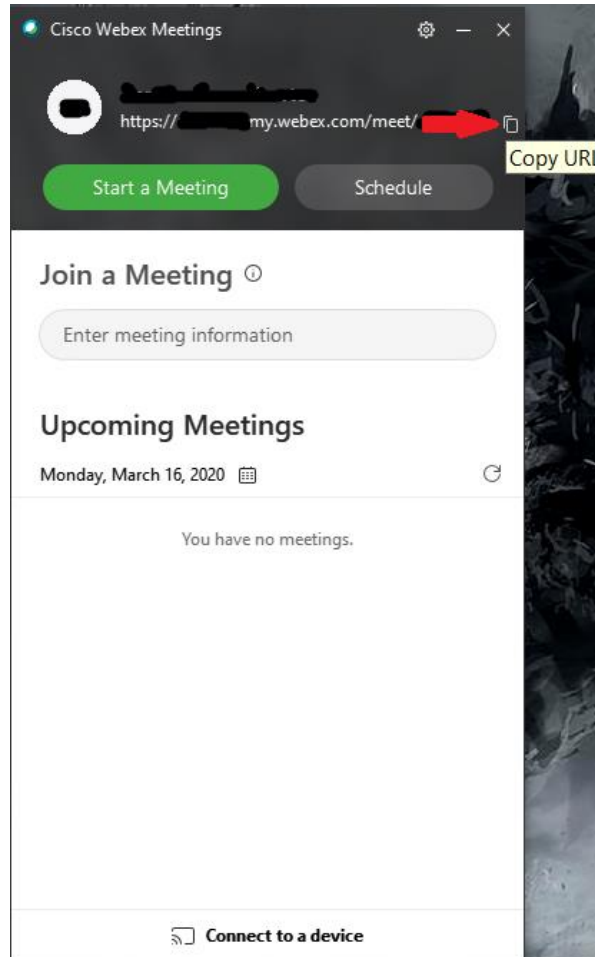 Cisco Webex Meetings
https:// my.webex.com/meet/
Copy URL
Start a Meeting
Schedule
Join a Meeting
Enter meeting information
Upcoming Meetings
Monday, March 16, 2020
You have no meetings.
Connect to a device